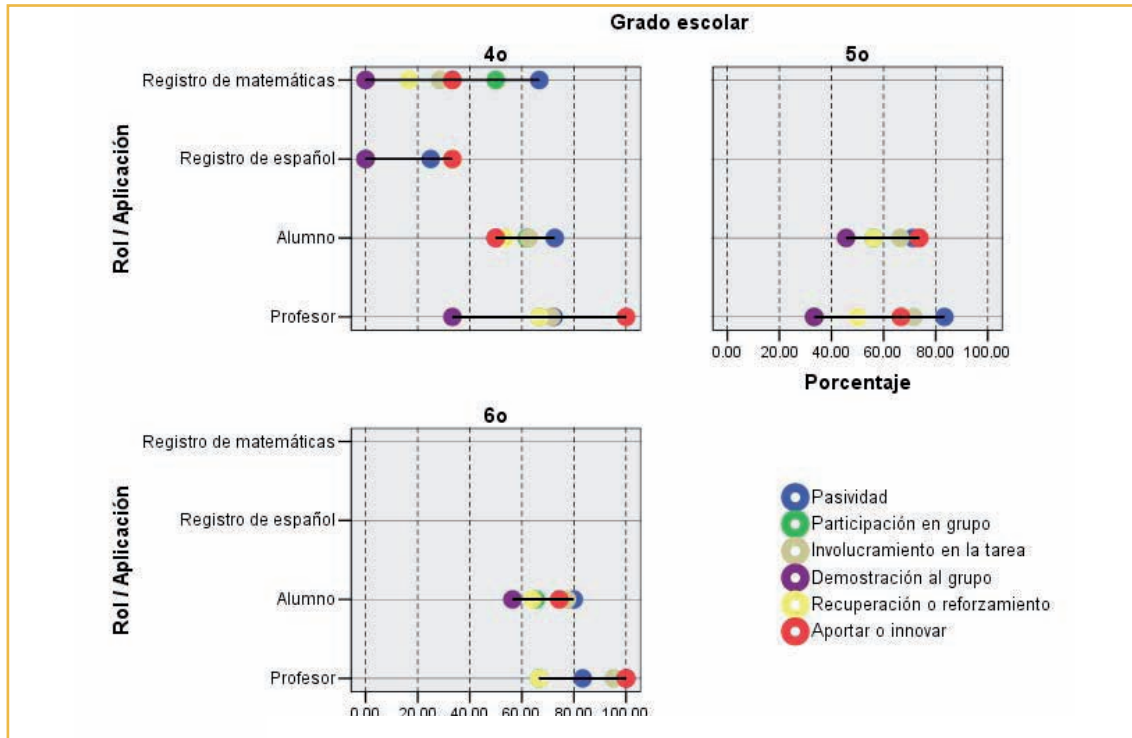 Grado escolar
4o
5o
Rol / Aplicación
Registro de matemáticas
Registro de español
Alumno
Profesor
0.00 20.00 40.00 60.00 80.00 100.00
Porcentaje
6o
Rol / Aplicación
Registro de matemáticas
Registro de español
Alumno
Profesor
0.00 20.00 40.00 60.00 80.00 100.00
Pasividad
Participación en grupo
Involucramiento en la tarea
Demostración al grupo
Recuperación o reforzamiento
Aportar o innovar